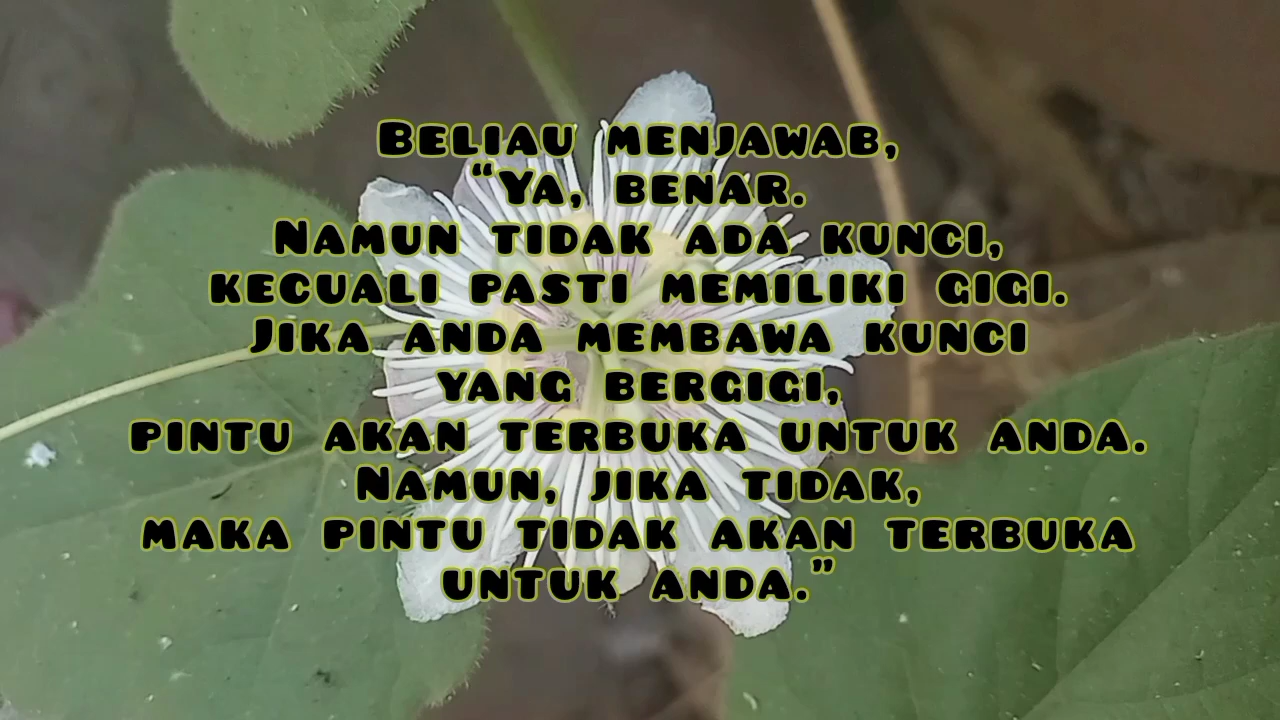 Beliau menjawab,
“Ya, benar.
Namun tidak ada kunci,
kecuali pasti memiliki gigi.
Jika anda membawa kunci
yang bergigi,
pintu akan terbuka untuk anda.
Namun, jika tidak,
maka pintu tidak akan terbuka
untuk anda.”